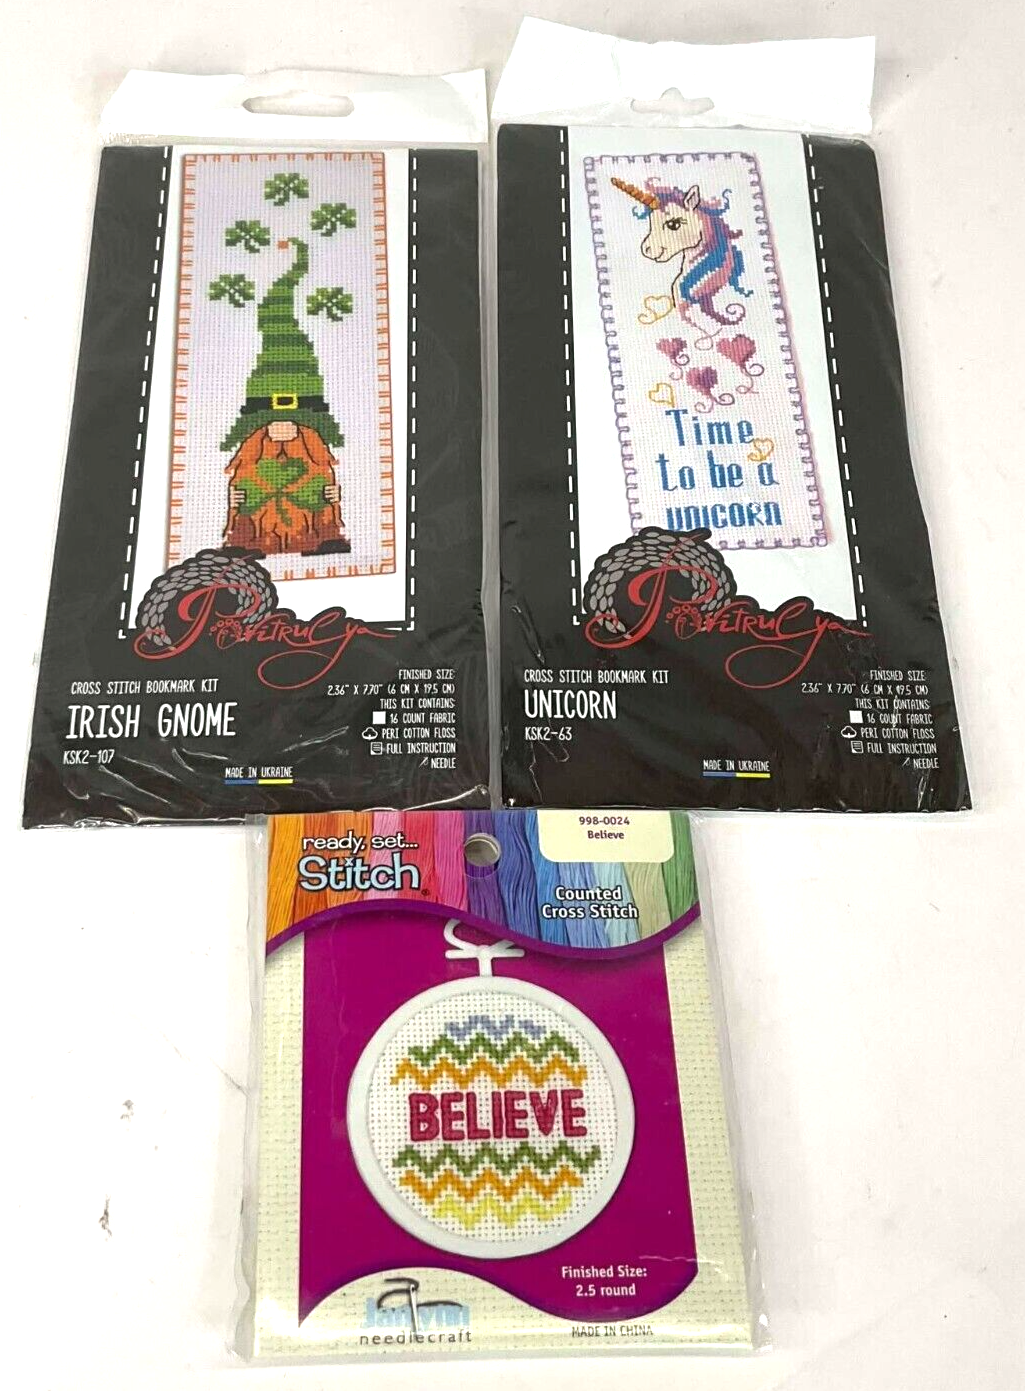 Povetrulya
CROSS STITCH BOOKMARK KIT
IRISH GNOME
KSK2-107
FINISHED SIZE:
2.36" X 7.70" (6 CM X 19.5 CM)
THIS KIT CONTAINS:
16 COUNT FABRIC
PERI COTTON FLOSS
FULL INSTRUCTION
NEEDLE
MADE IN UKRAINE
Time
to be a
unicorn
Povetrulya
CROSS STITCH BOOKMARK KIT
UNICORN
KSK2-63
FINISHED SIZE:
2.36" X 7.70" (6 CM X 19.5 CM)
THIS KIT CONTAINS:
16 COUNT FABRIC
PERI COTTON FLOSS
FULL INSTRUCTION
NEEDLE
MADE IN UKRAINE
ready, set...
Stitch®
998-0024
Believe
Counted
Cross Stitch
BELIEVE
Finished Size:
2.5 round
Janlynn
needlecraft
MADE IN CHINA